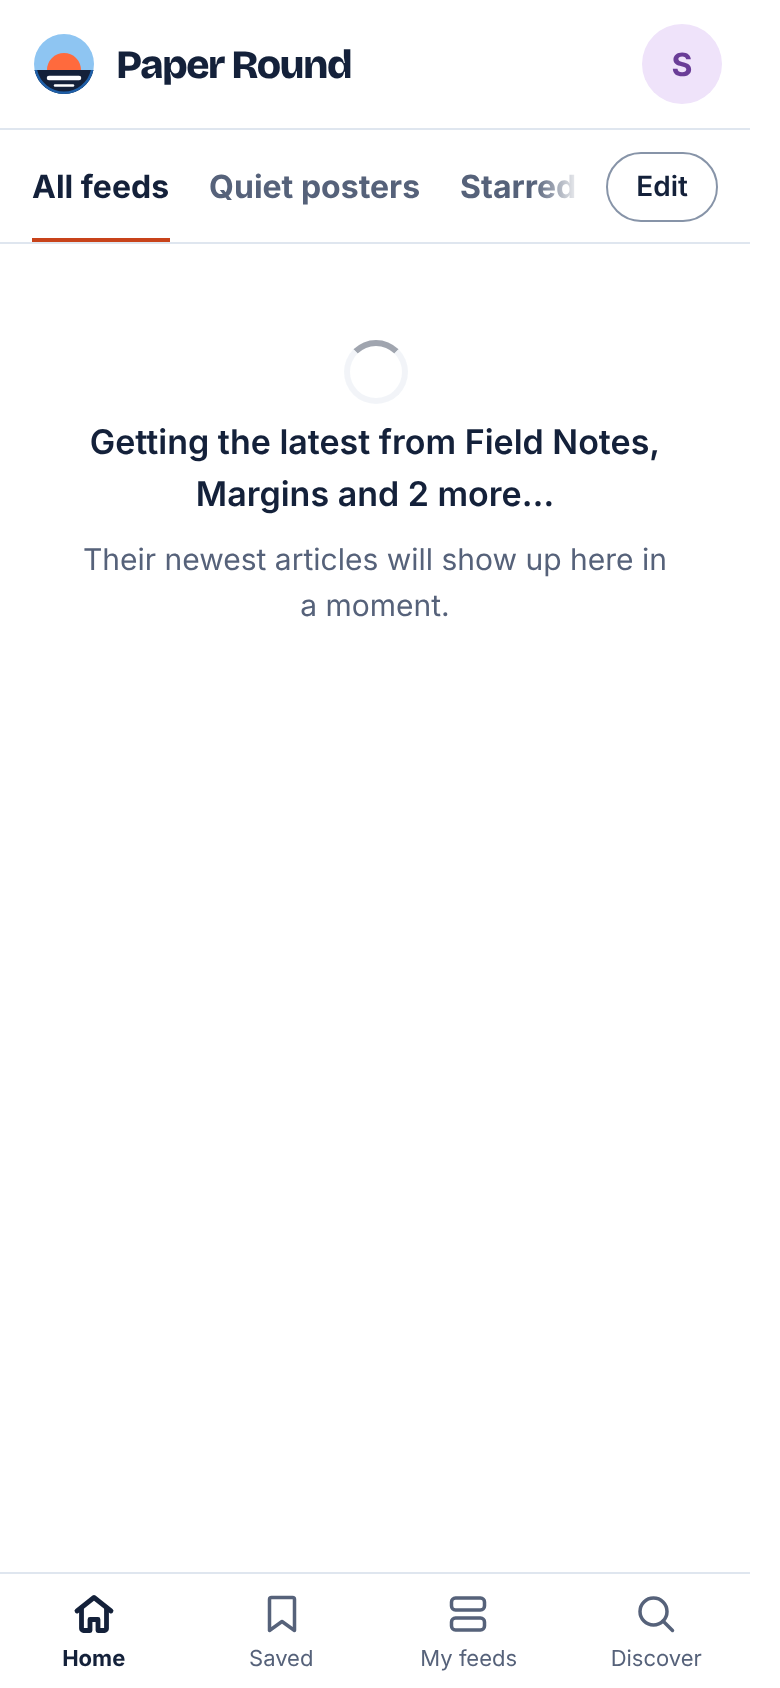 Paper Round
S
All feeds
Quiet posters
Starred
Edit
Getting the latest from Field Notes,
Margins and 2 more…
Their newest articles will show up here in
a moment.
Home
Saved
My feeds
Discover